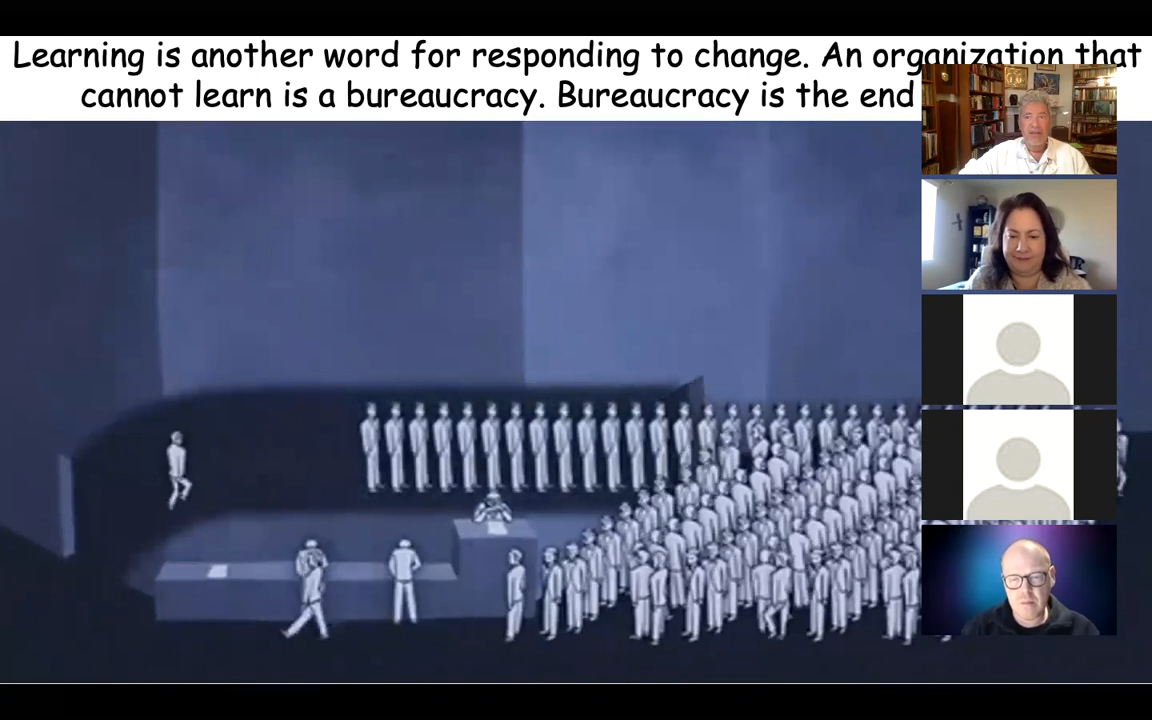 Learning is another word for responding to change. An organization that
cannot learn is a bureaucracy. Bureaucracy is the end